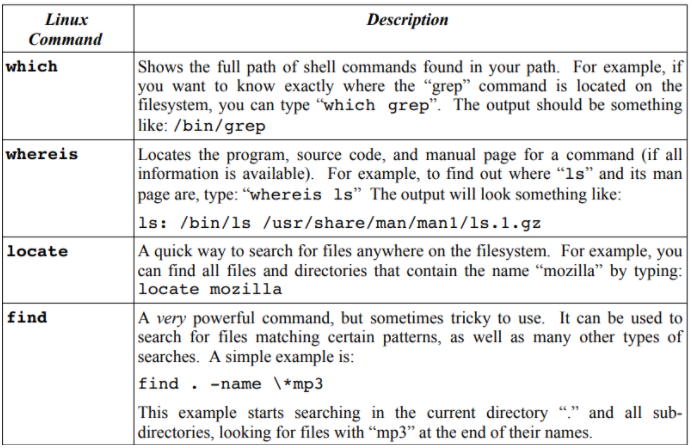 Linux
Command
Description
which
Shows the full path of shell commands found in your path. For example, if
you want to know exactly where the “grep” command is located on the
filesystem, you can type “which grep”. The output should be something
like: /bin/grep
whereis
Locates the program, source code, and manual page for a command (if all
information is available). For example, to find out where “ls” and its man
page are, type: “whereis ls” The output will look something like:
ls: /bin/ls /usr/share/man/man1/ls.1.gz
locate
A quick way to search for files anywhere on the filesystem. For example, you
can find all files and directories that contain the name “mozilla” by typing:
locate mozilla
find
A very powerful command, but sometimes tricky to use. It can be used to
search for files matching certain patterns, as well as many other types of
searches. A simple example is:
find . -name \*mp3
This example starts searching in the current directory “.” and all sub-
directories, looking for files with “mp3” at the end of their names.